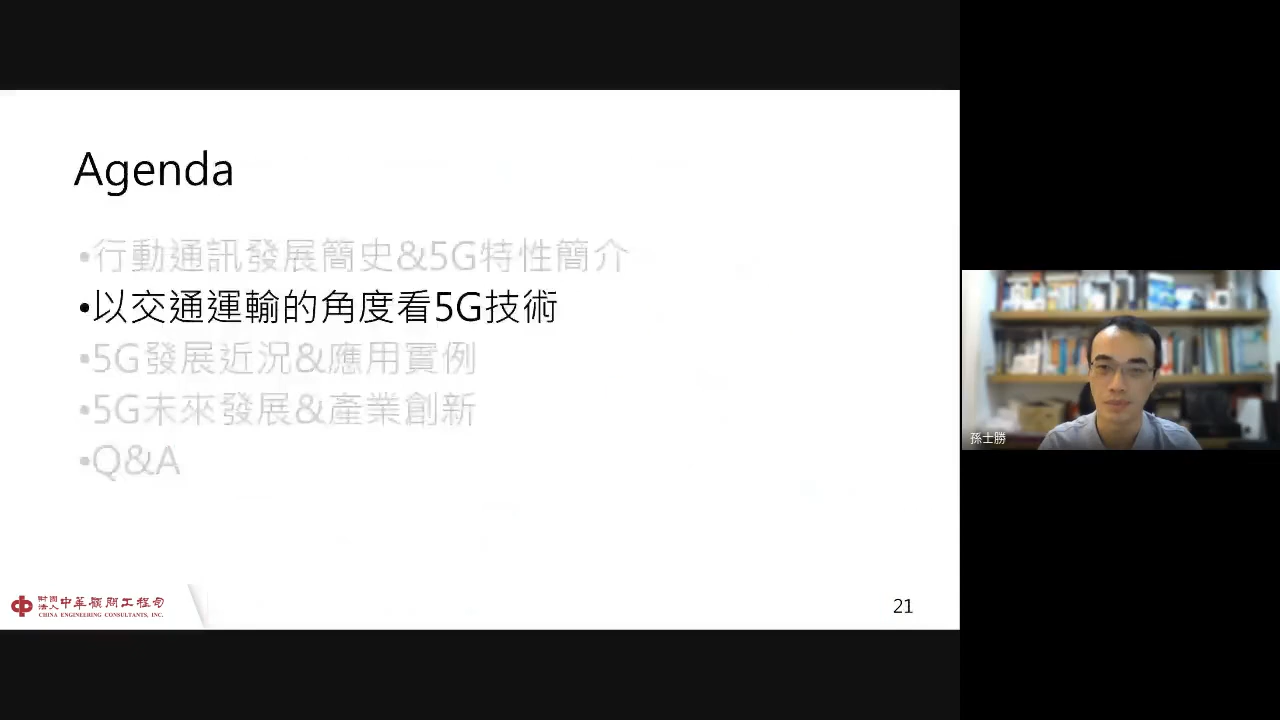 Agenda
•行動通訊發展簡史&5G特性簡介
•以交通運輸的角度看5G技術
•5G發展近況&應用實例
•5G未來發展&產業創新
•Q&A
孫士勝
財團法人中華顧問工程司
CHINA ENGINEERING CONSULTANTS, INC.
21